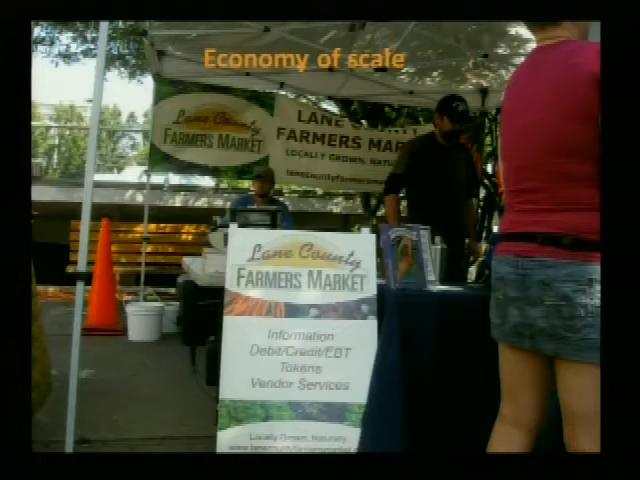 Economy of scale
Lane County
FARMERS MARKET
LANE COUNTY
FARMERS MAR
LOCALLY GROWN, NATU
Lane County
FARMERS MARKET
Information
Debit/Credit/EBT
Tokens
Vendor Services
Locally Grown, Naturally